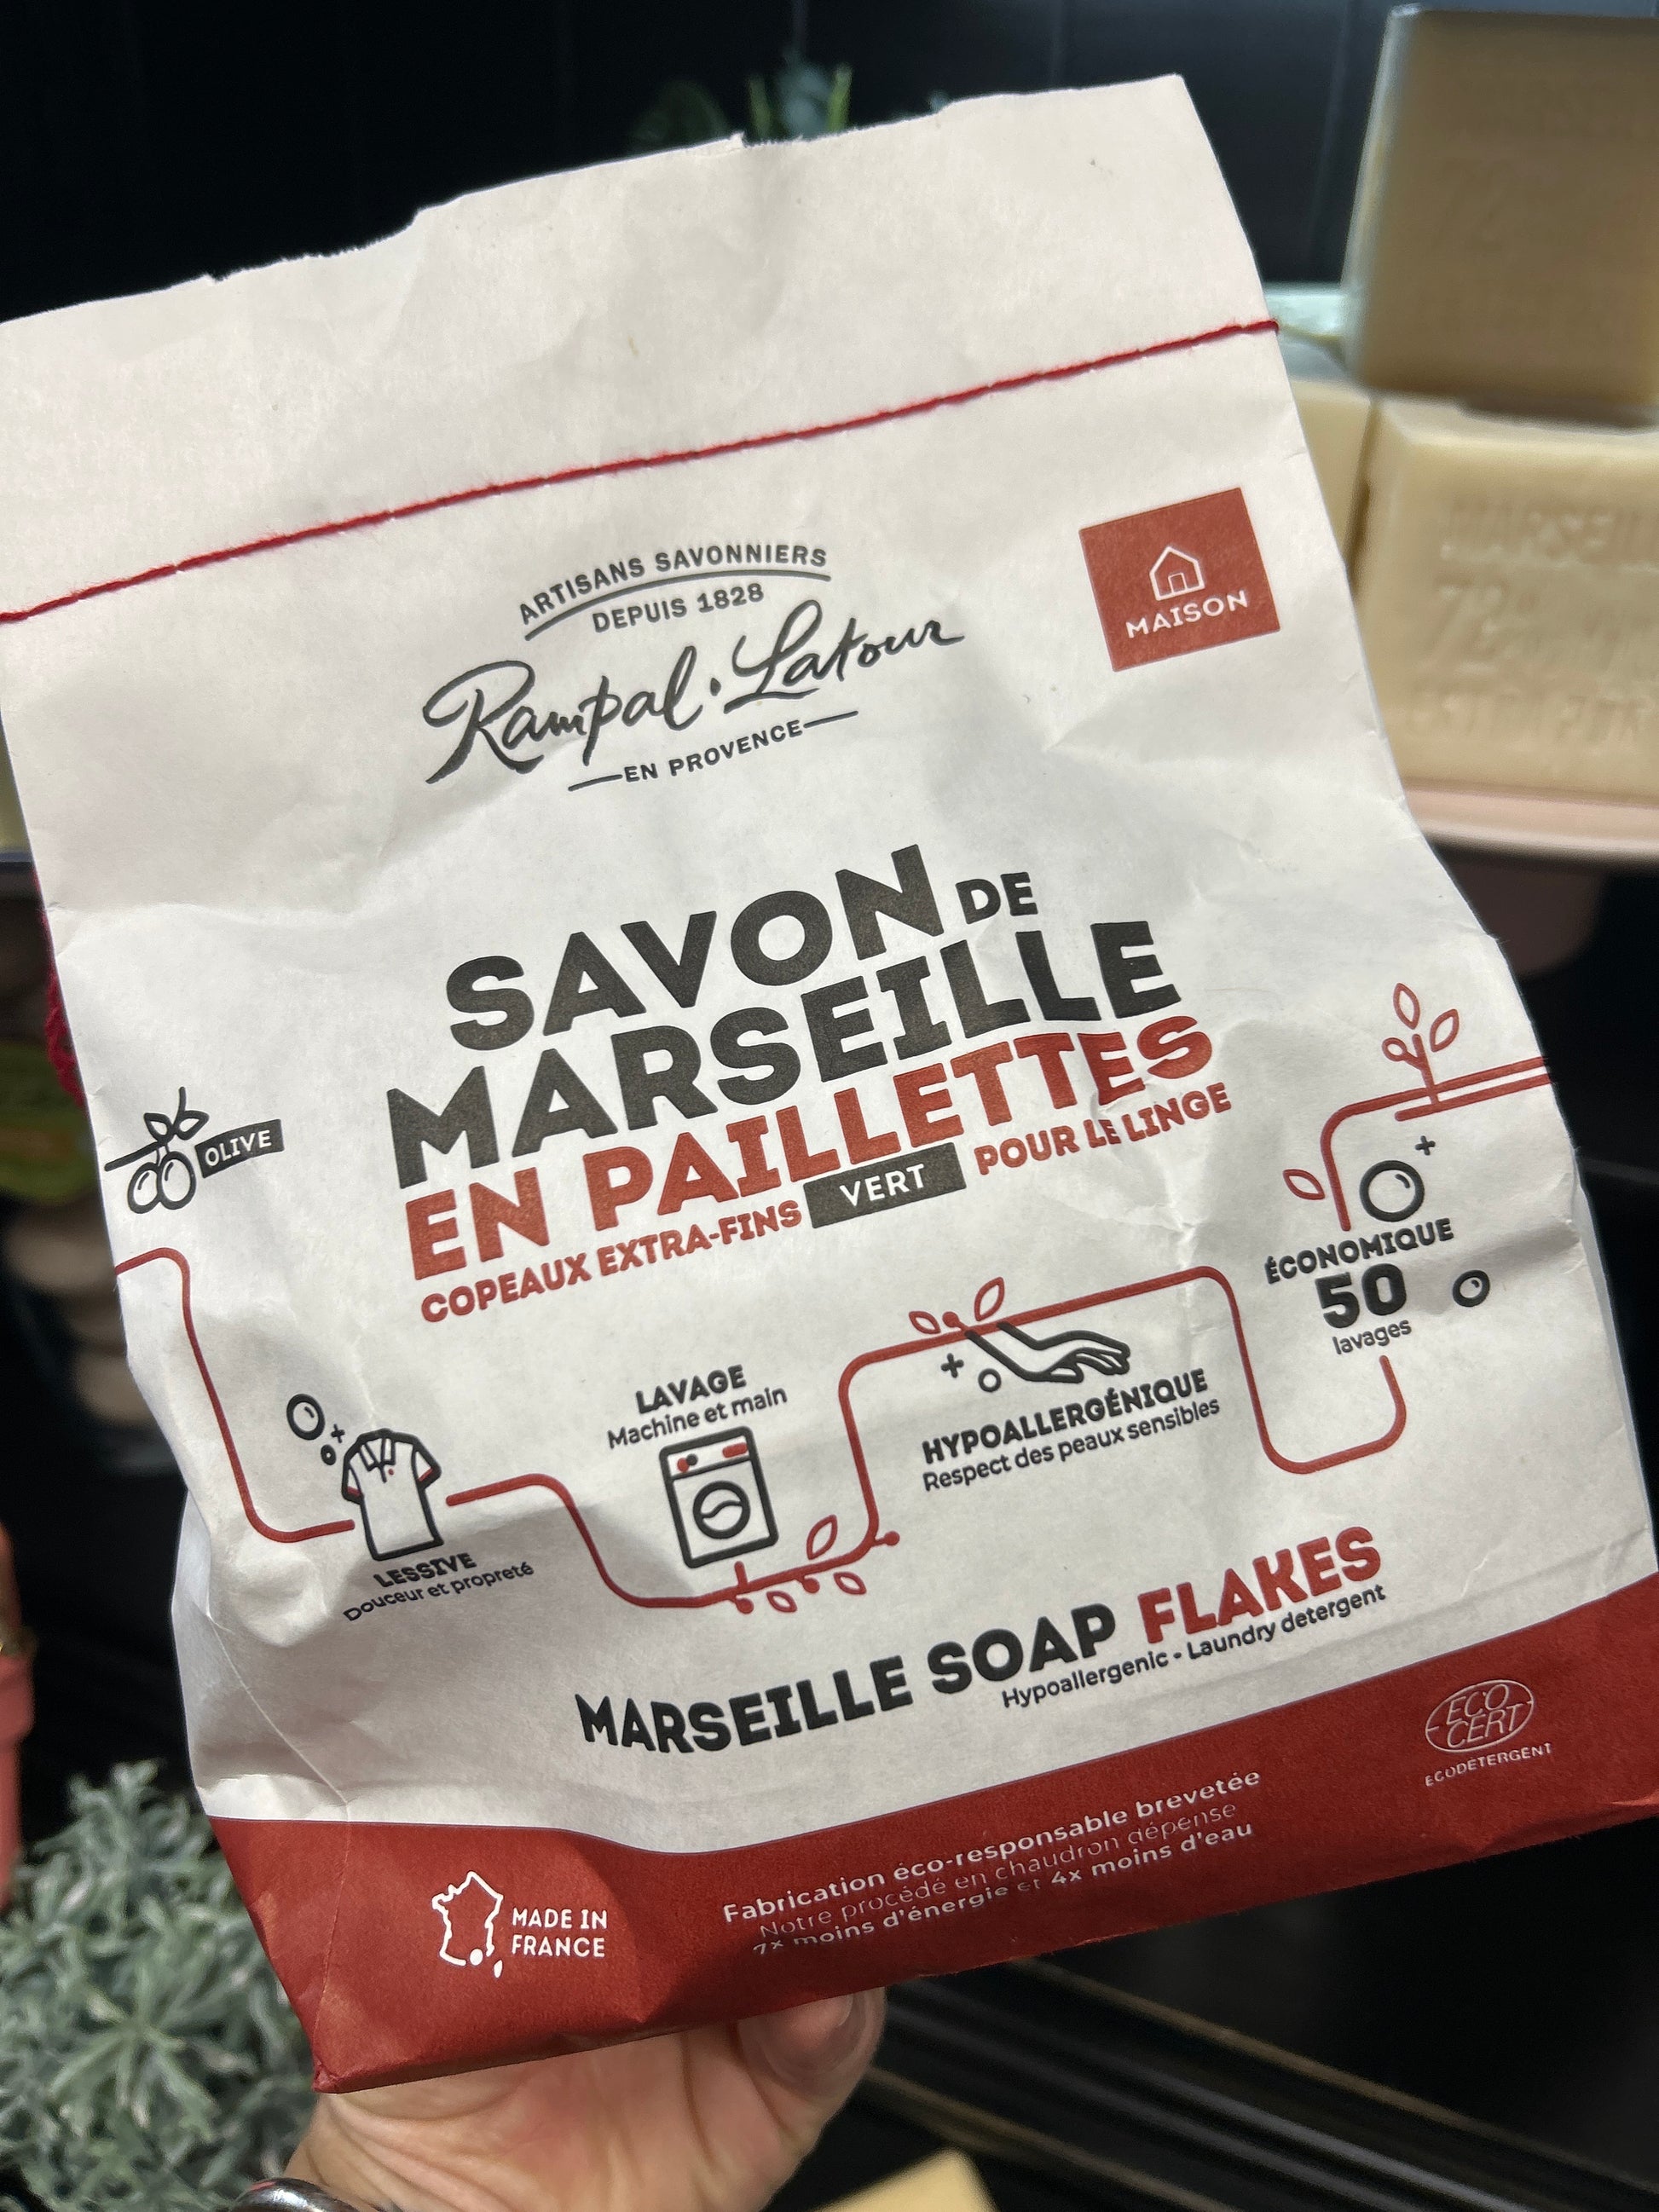 ARTISANS SAVONNIERS
DEPUIS 1828
Rampal·Latour
EN PROVENCE
MAISON
SAVON DE
MARSEILLE
EN PAILLETTES
COPEAUX EXTRA-FINS VERT POUR LE LINGE
OLIVE
ÉCONOMIQUE
50
lavages
LAVAGE
Machine et main
HYPOALLERGÉNIQUE
Respect des peaux sensibles
LESSIVE
Douceur et propreté
MARSEILLE SOAP FLAKES
Hypoallergenic - Laundry detergent
ECO
CERT
ECODETERGENT
Fabrication éco-responsable brevetée
Notre procédé en chaudron dépense
7x moins d'énergie et 4x moins d'eau
MADE IN
FRANCE
72